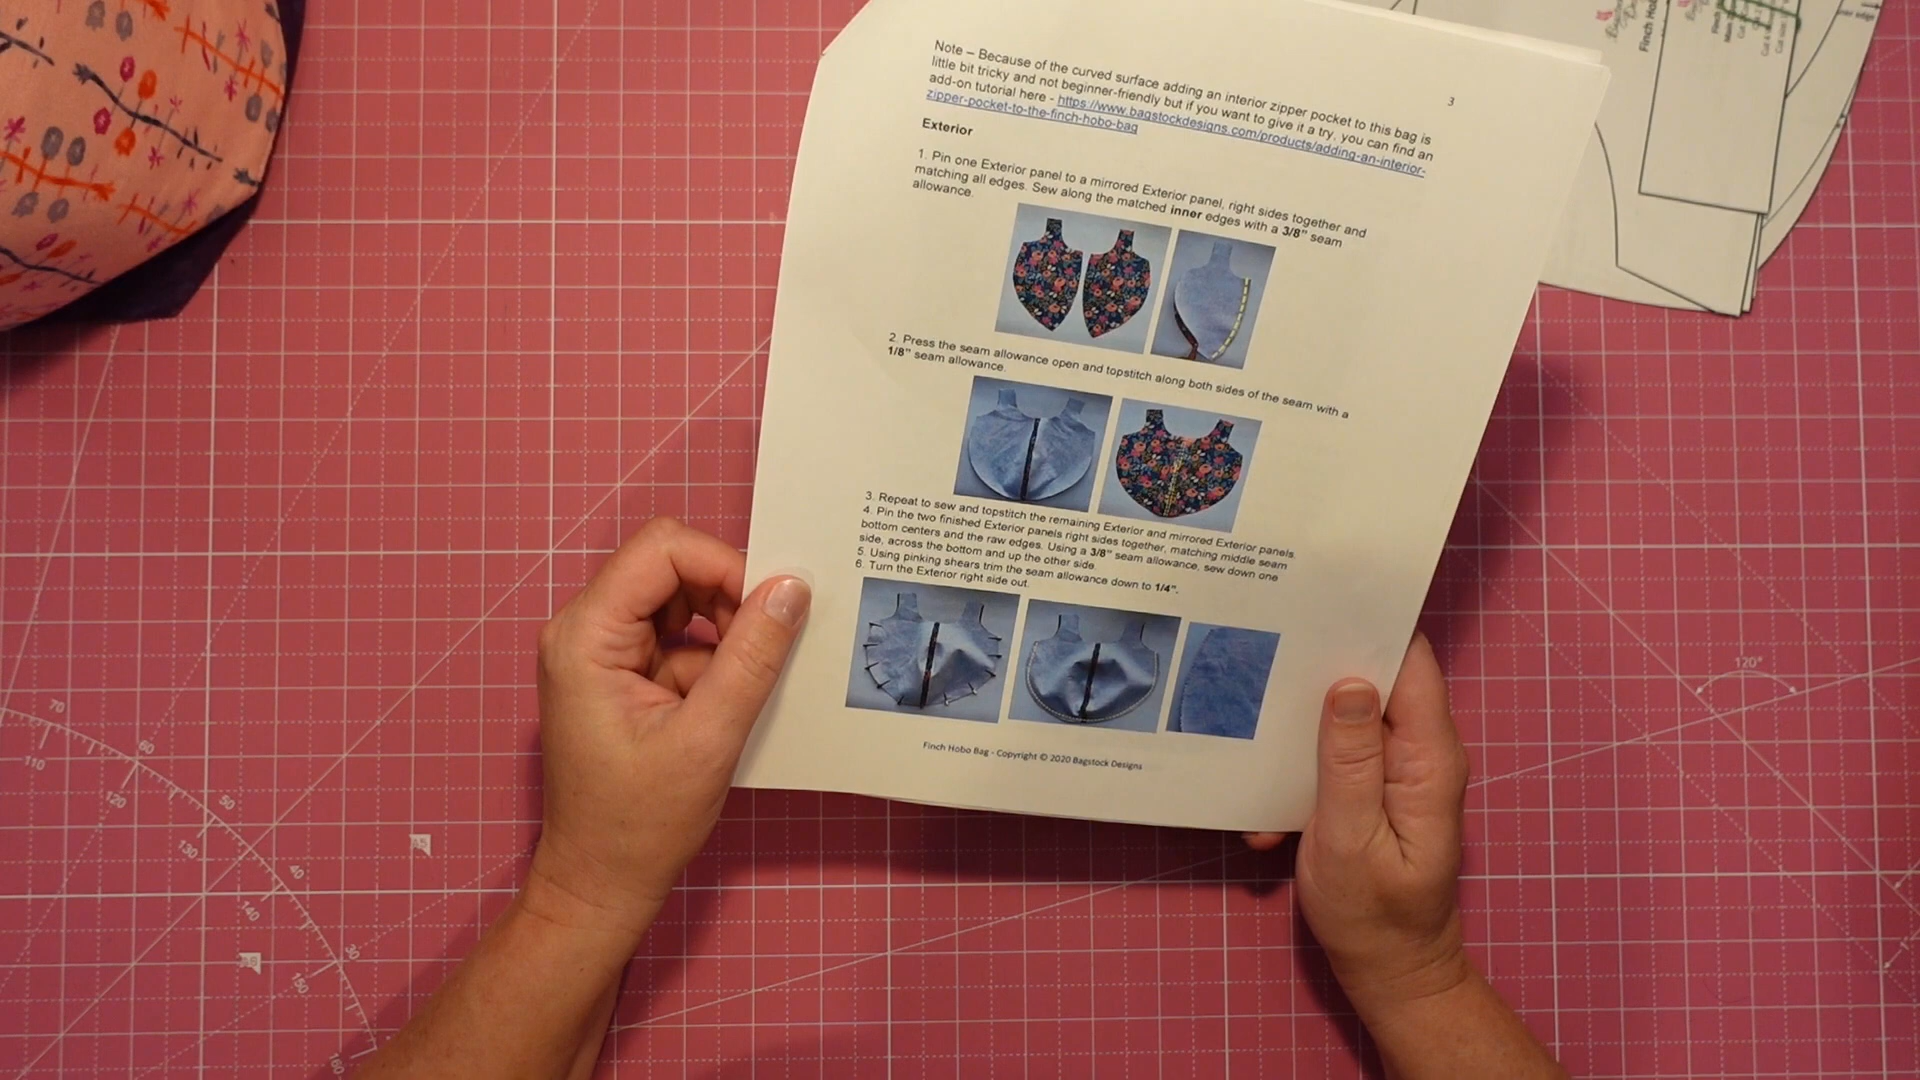 3
Note – Because of the curved surface adding an interior zipper pocket to this bag is
little bit tricky and not beginner-friendly but if you want to give it a try, you can find an
add-on tutorial here - https://www.bagstockdesigns.com/products/adding-an-interior-
zipper-pocket-to-the-finch-hobo-bag
Exterior
1. Pin one Exterior panel to a mirrored Exterior panel, right sides together and
matching all edges. Sew along the matched inner edges with a 3/8" seam
allowance.
2. Press the seam allowance open and topstitch along both sides of the seam with a
1/8" seam allowance.
3. Repeat to sew and topstitch the remaining Exterior and mirrored Exterior panels.
4. Pin the two finished Exterior panels right sides together, matching middle seam
bottom centers and the raw edges. Using a 3/8" seam allowance, sew down one
side, across the bottom and up the other side.
5. Using pinking shears trim the seam allowance down to 1/4".
6. Turn the Exterior right side out.
Finch Hobo Bag - Copyright © 2020 Bagstock Designs
70
110
60
120
50
130
40
140
30
150
160
A5
A6
120°
1"